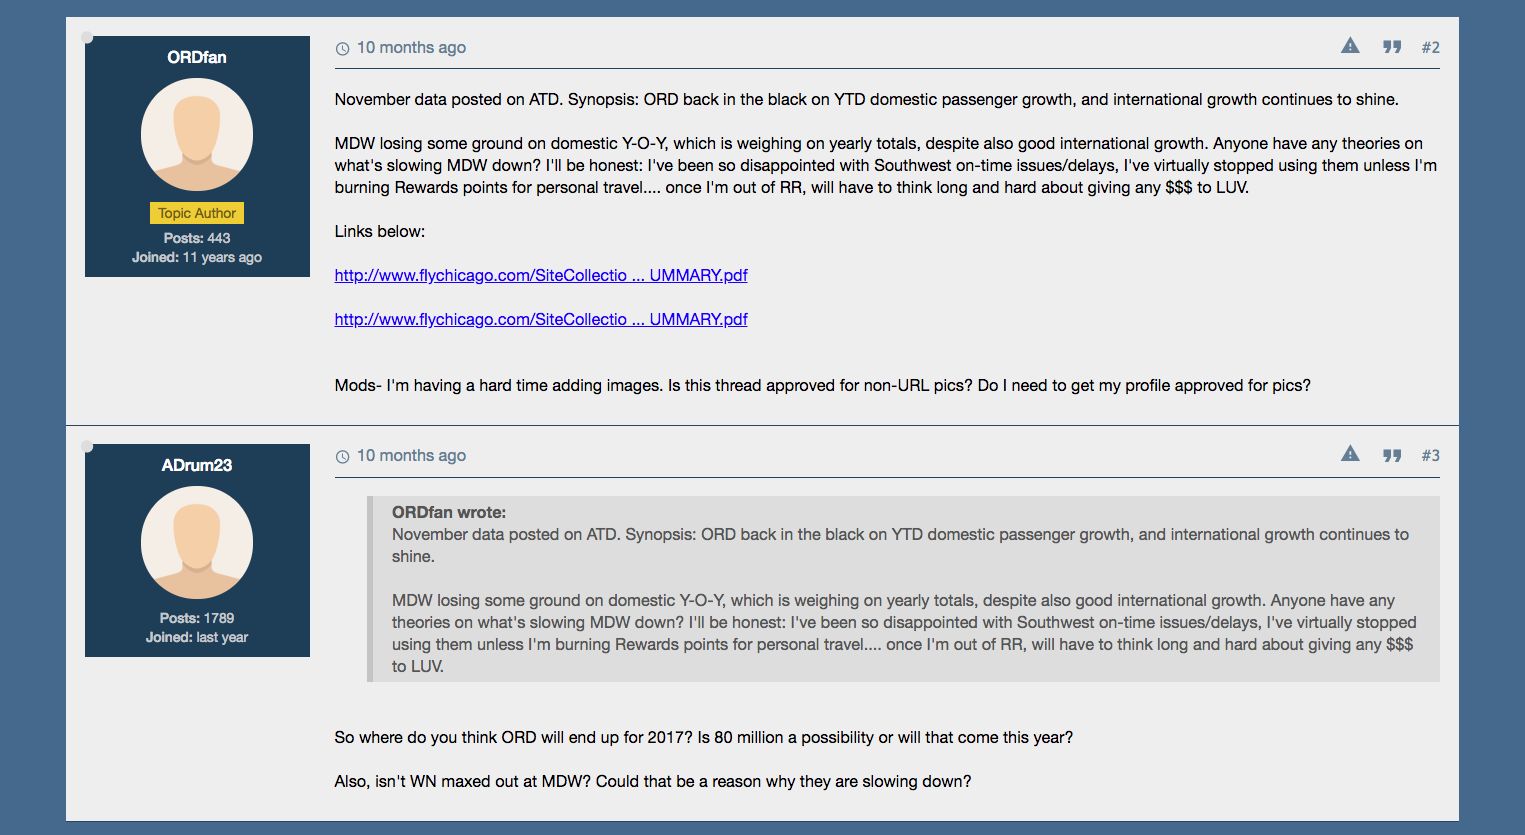 ORDfan
Topic Author
Posts: 443
Joined: 11 years ago
10 months ago
#2
November data posted on ATD. Synopsis: ORD back in the black on YTD domestic passenger growth, and international growth continues to shine.
MDW losing some ground on domestic Y-O-Y, which is weighing on yearly totals, despite also good international growth. Anyone have any theories on
what's slowing MDW down? I'll be honest: I've been so disappointed with Southwest on-time issues/delays, I've virtually stopped using them unless I'm
burning Rewards points for personal travel.... once I'm out of RR, will have to think long and hard about giving any $$$ to LUV.
Links below:
http://www.flychicago.com/SiteCollectio ... UMMARY.pdf
http://www.flychicago.com/SiteCollectio ... UMMARY.pdf
Mods- I'm having a hard time adding images. Is this thread approved for non-URL pics? Do I need to get my profile approved for pics?
ADrum23
Posts: 1789
Joined: last year
10 months ago
#3
ORDfan wrote:
November data posted on ATD. Synopsis: ORD back in the black on YTD domestic passenger growth, and international growth continues to
shine.
MDW losing some ground on domestic Y-O-Y, which is weighing on yearly totals, despite also good international growth. Anyone have any
theories on what's slowing MDW down? I'll be honest: I've been so disappointed with Southwest on-time issues/delays, I've virtually stopped
using them unless I'm burning Rewards points for personal travel.... once I'm out of RR, will have to think long and hard about giving any $$$
to LUV.
So where do you think ORD will end up for 2017? Is 80 million a possibility or will that come this year?
Also, isn't WN maxed out at MDW? Could that be a reason why they are slowing down?